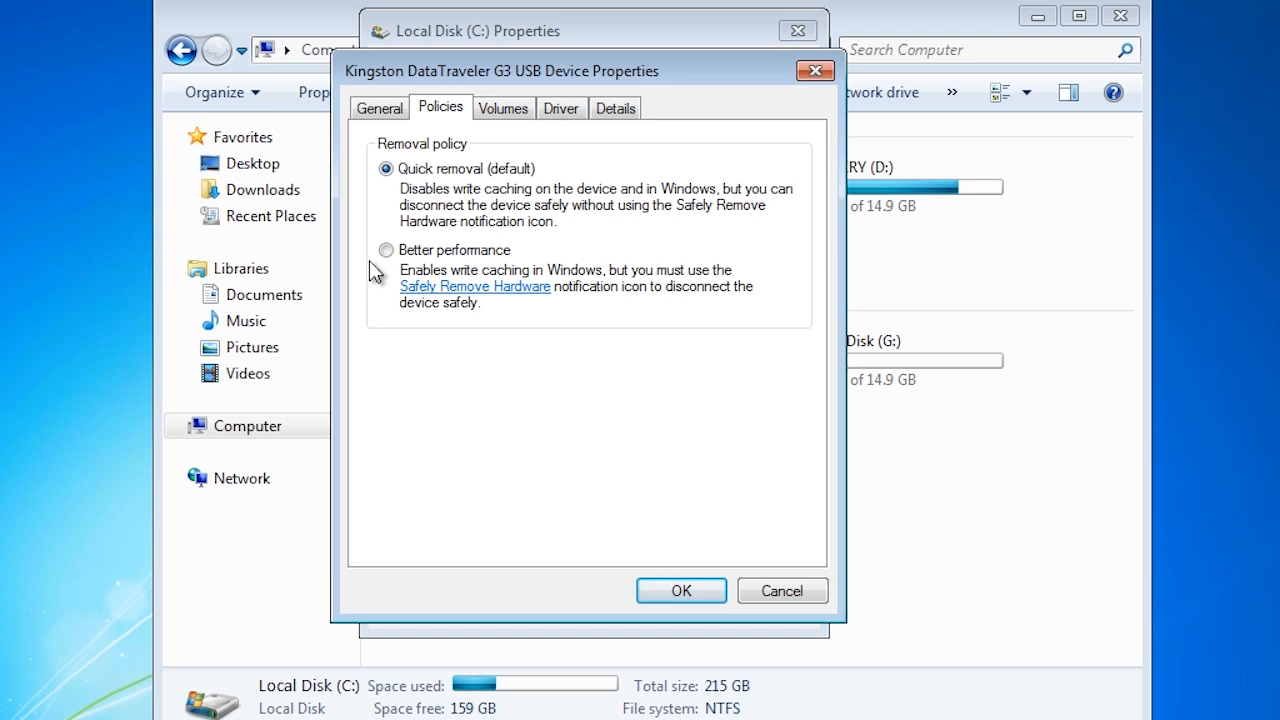 Local Disk (C:) Properties
Search Computer
Kingston DataTraveler G3 USB Device Properties
Organize
General
Policies
Volumes
Driver
Details
work drive
»
Removal policy
Quick removal (default)
Disables write caching on the device and in Windows, but you can
disconnect the device safely without using the Safely Remove
Hardware notification icon.
Better performance
Enables write caching in Windows, but you must use the
Safely Remove Hardware notification icon to disconnect the
device safely.
OK
Cancel
Favorites
Desktop
Downloads
Recent Places
Libraries
Documents
Music
Pictures
Videos
Computer
Network
RY (D:)
of 14.9 GB
Disk (G:)
of 14.9 GB
Local Disk (C:) Space used: Total size: 215 GB
Local Disk Space free: 159 GB File system: NTFS